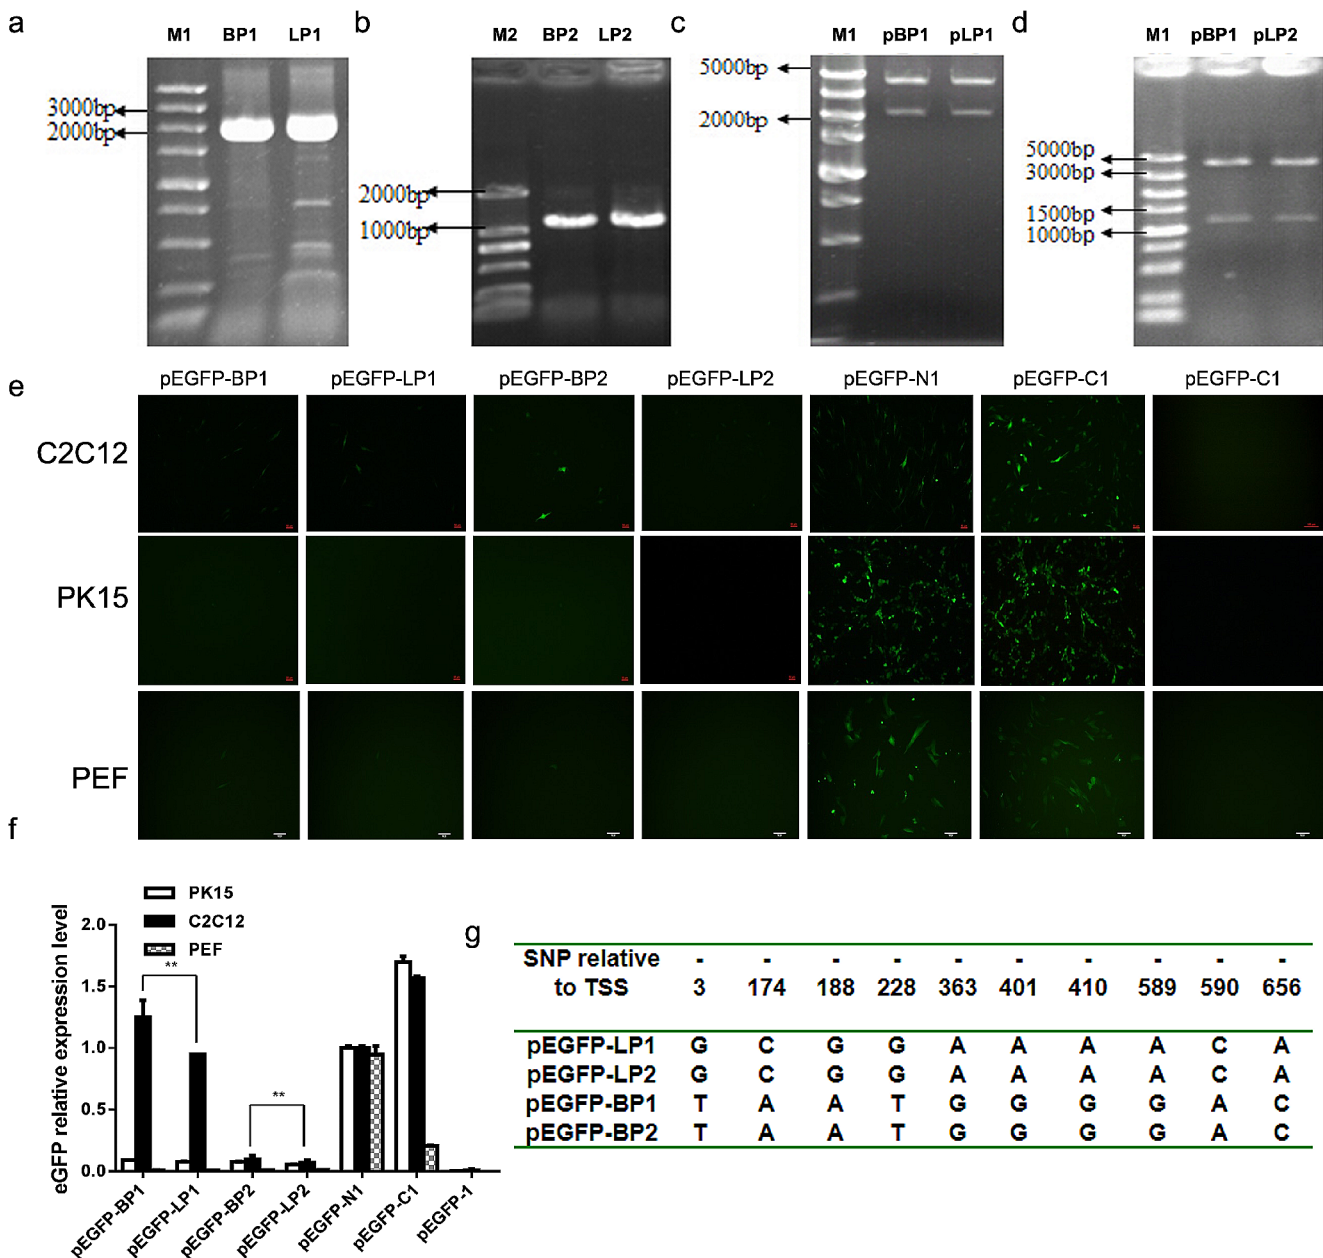 a
M1 BP1 LP1
3000bp
2000bp
b
M2 BP2 LP2
2000bp
1000bp
c
M1 pBP1 pLP1
5000bp
2000bp
d
M1 pBP1 pLP2
5000bp
3000bp
1500bp
1000bp
e
pEGFP-BP1 pEGFP-LP1 pEGFP-BP2 pEGFP-LP2 pEGFP-N1 pEGFP-C1 pEGFP-C1
C2C12
PK15
PEF
f
PK15
C2C12
PEF
eGFP relative expression level
2.0
1.5
1.0
0.5
0.0
**
**
pEGFP-BP1
pEGFP-LP1
pEGFP-BP2
pEGFP-LP2
pEGFP-N1
pEGFP-C1
pEGFP-1
g
SNP relative - - - - - - - - - -
to TSS 3 174 188 228 363 401 410 589 590 656
pEGFP-LP1 G C G G A A A A C A
pEGFP-LP2 G C G G A A A A C A
pEGFP-BP1 T A A T G G G G A C
pEGFP-BP2 T A A T G G G G A C